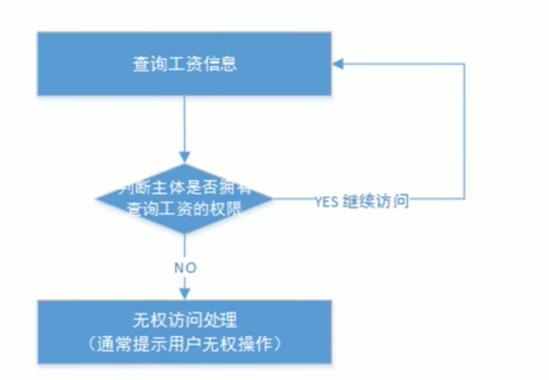 查询工资信息
判断主体是否拥有
查询工资的权限
YES 继续访问
NO
无权访问处理
（通常提示用户无权操作）